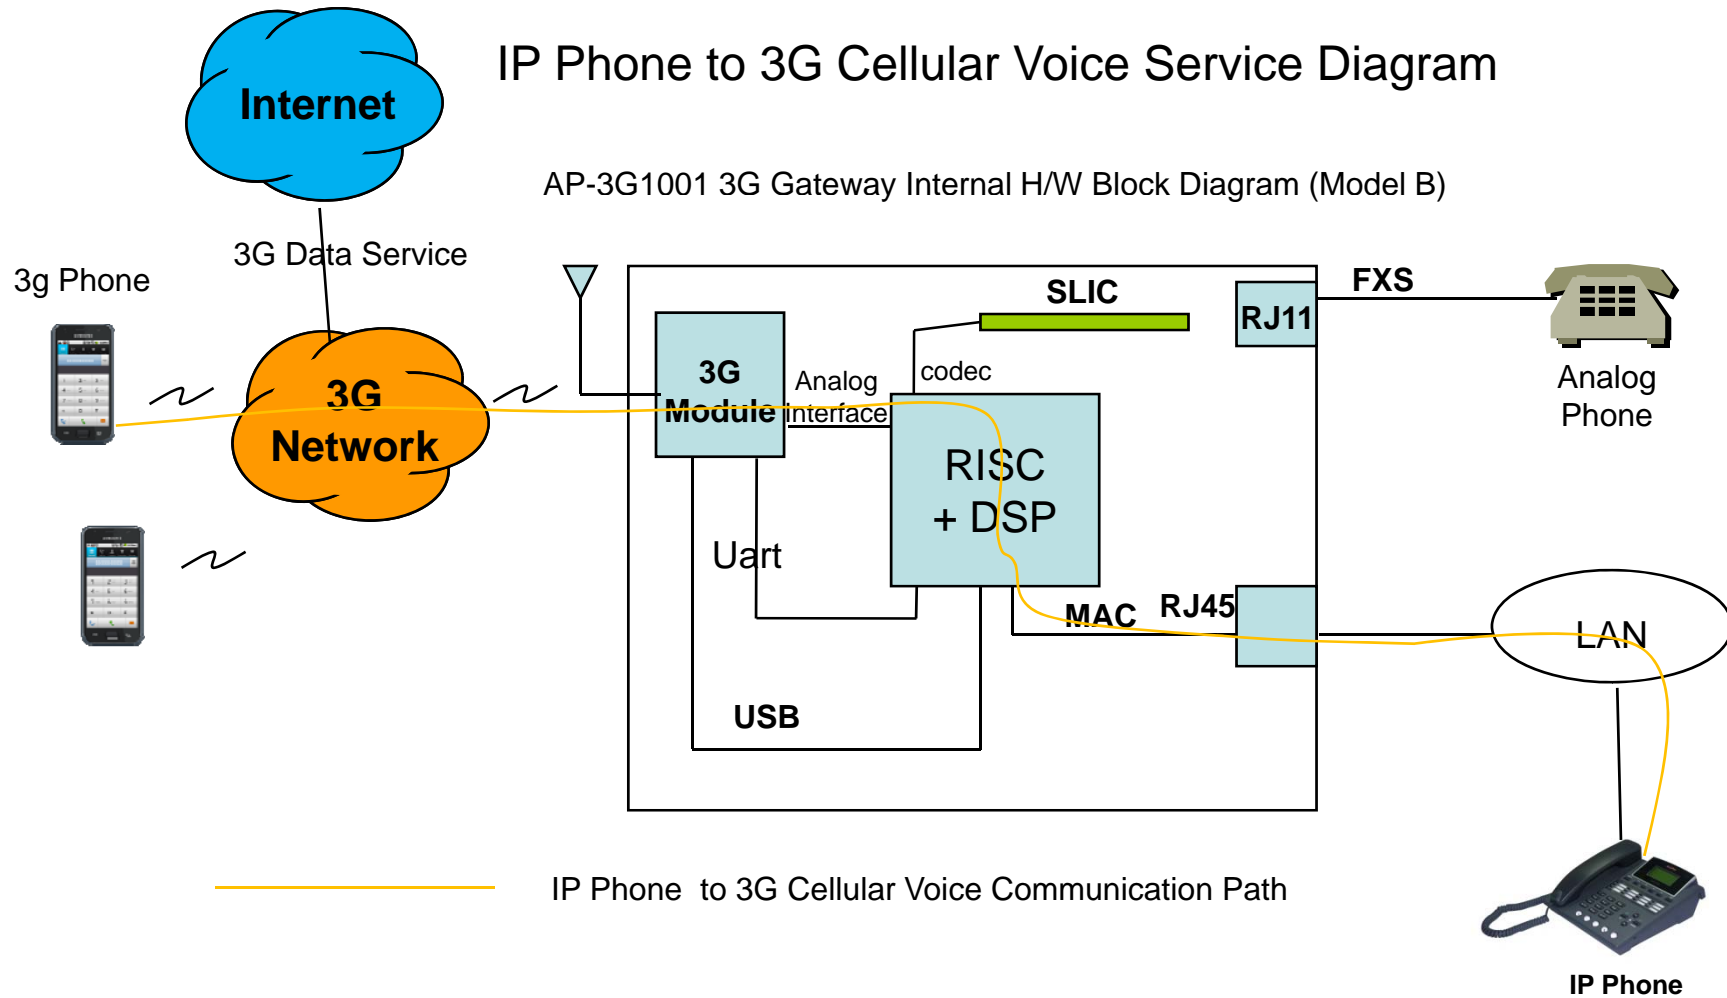 IP Phone to 3G Cellular Voice Service Diagram
Internet
AP-3G1001 3G Gateway Internal H/W Block Diagram (Model B)
3G Data Service
3g Phone
SLIC
FXS
RJ11
3G
Module
Analog
Interface
codec
Analog
Phone
3G
Network
RISC
+ DSP
Uart
MAC
RJ45
LAN
USB
IP Phone to 3G Cellular Voice Communication Path
IP Phone